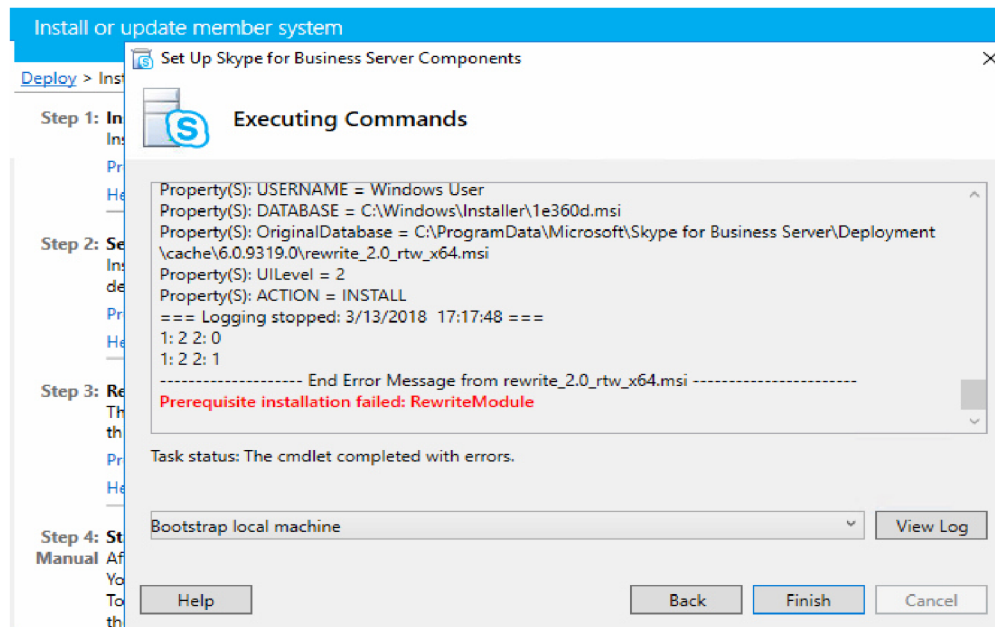 Install or update member system
Set Up Skype for Business Server Components
Deploy > Inst
Step 1: In
Ins
Pr
He
Executing Commands
Property(S): USERNAME = Windows User
Property(S): DATABASE = C:\Windows\Installer\1e360d.msi
Property(S): OriginalDatabase = C:\ProgramData\Microsoft\Skype for Business Server\Deployment
\cache\6.0.9319.0\rewrite_2.0_rtw_x64.msi
Property(S): UILevel = 2
Property(S): ACTION = INSTALL
=== Logging stopped: 3/13/2018  17:17:48 ===
1: 2 2: 0
1: 2 2: 1
-------------------- End Error Message from rewrite_2.0_rtw_x64.msi -----------------------
Prerequisite installation failed: RewriteModule
Step 2: Se
Ins
de
Pr
He
Step 3: Re
Th
th
Pr
He
Task status: The cmdlet completed with errors.
Bootstrap local machine
View Log
Step 4: St
Manual Af
Yo
To
th
Help
Back
Finish
Cancel